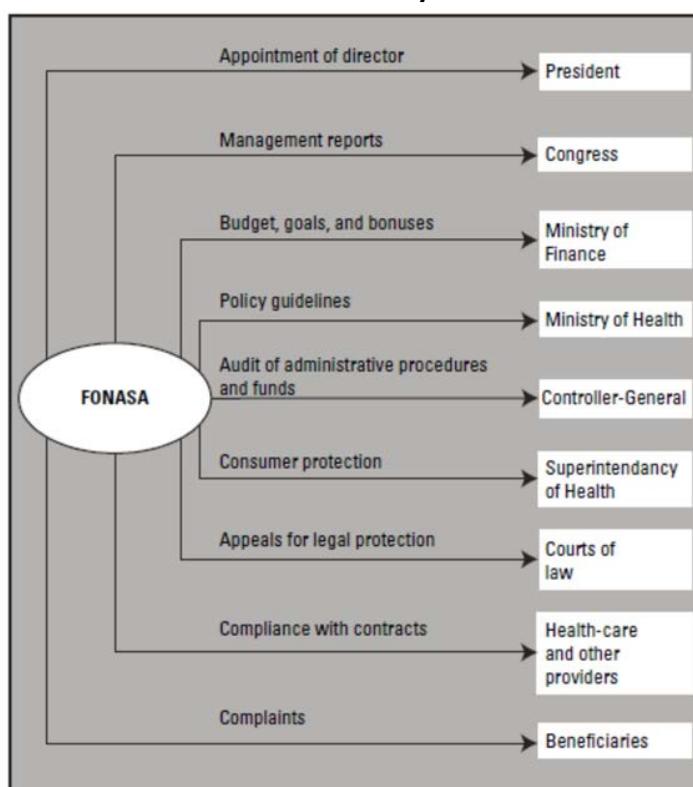 Appointment of director
President
Management reports
Congress
Budget, goals, and bonuses
Ministry of
Finance
Policy guidelines
Ministry of Health
Audit of administrative procedures
and funds
FONASA
Controller-General
Consumer protection
Superintendancy
of Health
Appeals for legal protection
Courts of
law
Compliance with contracts
Health-care
and other
providers
Complaints
Beneficiaries